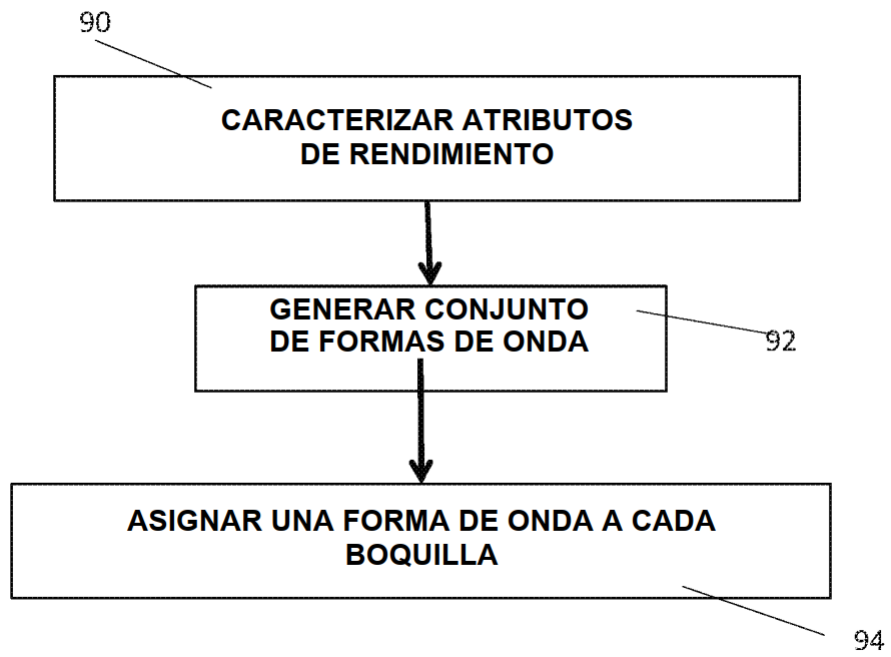 90
CARACTERIZAR ATRIBUTOS
DE RENDIMIENTO
GENERAR CONJUNTO
DE FORMAS DE ONDA
92
ASIGNAR UNA FORMA DE ONDA A CADA
BOQUILLA
94